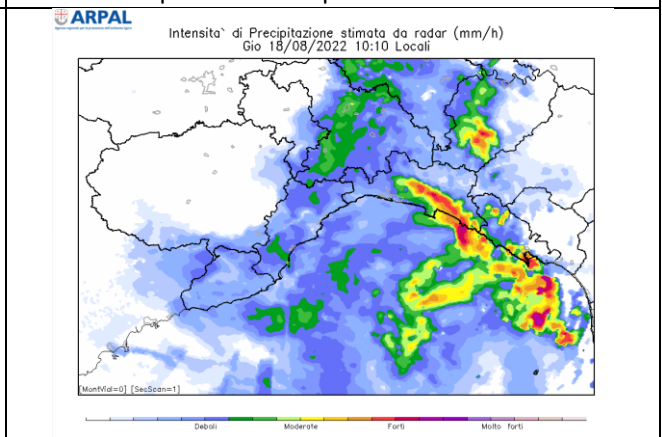 ARPAL
Intensita` di Precipitazione stimata da radar (mm/h)
Gio 18/08/2022 10:10 Locali
[MontVial=0] [SecScan=1]
Deboli Moderate Forti Molto forti